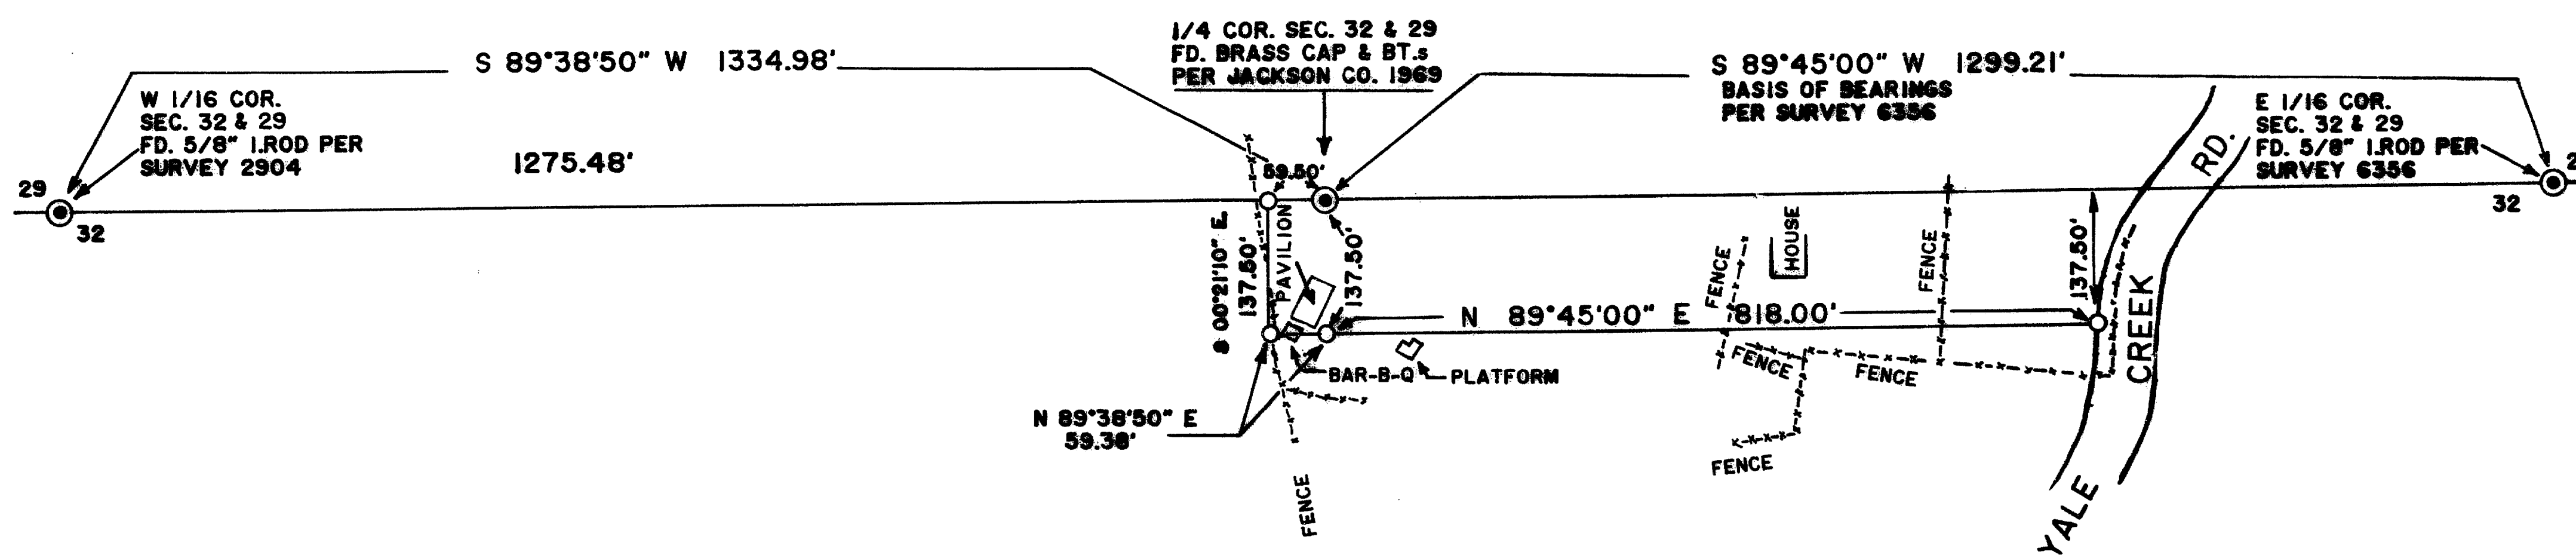 S 89°38'50" W 1334.98'
1/4 COR. SEC. 32 & 29
FD. BRASS CAP & BT.s
PER JACKSON CO. 1969
S 89°45'00" W 1299.21'
BASIS OF BEARINGS
PER SURVEY 6356
W 1/16 COR.
SEC. 32 & 29
FD. 5/8" I.ROD PER
SURVEY 2904
E 1/16 COR.
SEC. 32 & 29
FD. 5/8" I.ROD PER
SURVEY 6356
1275.48'
59.50'
29
32
32
S 00°21'10" E.
137.50'
PAVILION
137.50'
FENCE
HOUSE
FENCE
137.50'
YALE CREEK RD.
N 89°45'00" E 818.00'
BAR-B-Q
PLATFORM
FENCE
FENCE
N 89°38'50" E
59.38'
FENCE
FENCE